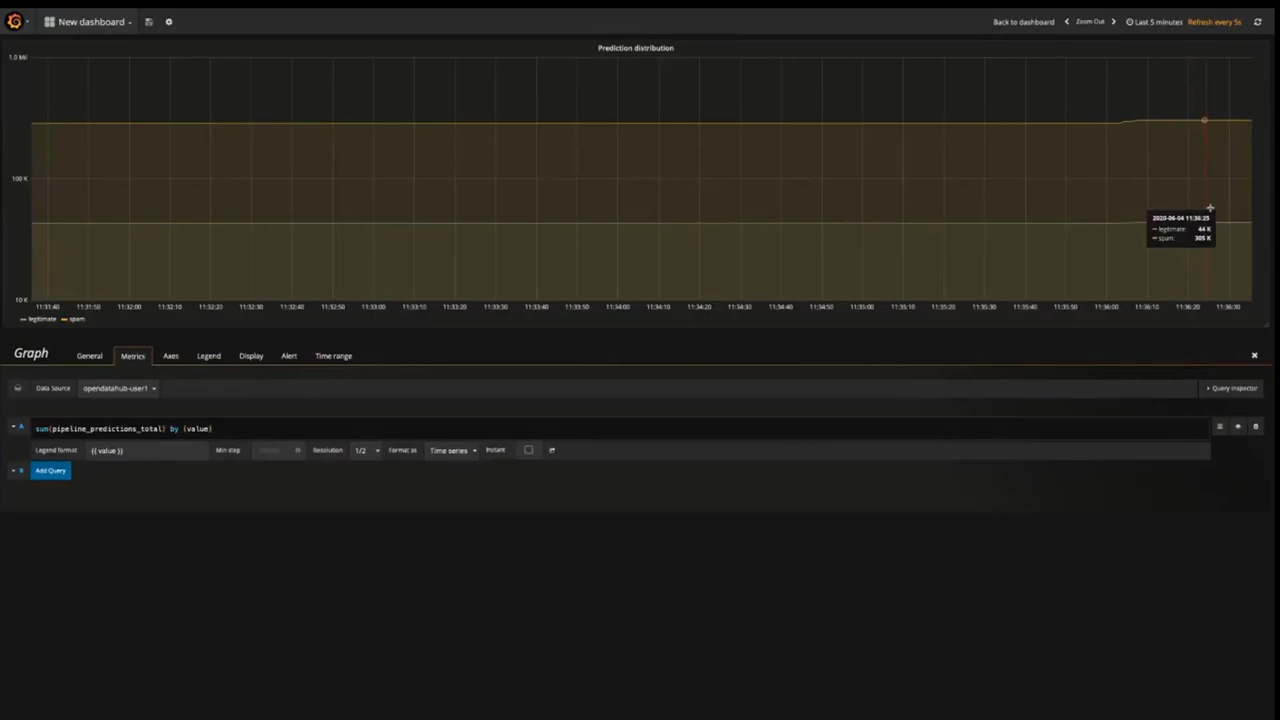 New dashboard
Back to dashboard Zoom Out Last 5 minutes Refresh every 5s
Prediction distribution
1.0 Mil
100 K
10 K
2020-06-04 11:36:25
legitimate: 44 K
spam: 305 K
11:31:40 11:31:50 11:32:00 11:32:10 11:32:20 11:32:30 11:32:40 11:32:50 11:33:00 11:33:10 11:33:20 11:33:30 11:33:40 11:33:50 11:34:00 11:34:10 11:34:20 11:34:30 11:34:40 11:34:50 11:35:00 11:35:10 11:35:20 11:35:30 11:35:40 11:35:50 11:36:00 11:36:10 11:36:20 11:36:30
legitimate spam
Graph General Metrics Axes Legend Display Alert Time range
Data Source opendatahub-user1 Query Inspector
A sum(pipeline_predictions_total) by (value)
Legend format {{ value }} Min step Resolution 1/2 Format as Time series Instant
B Add Query